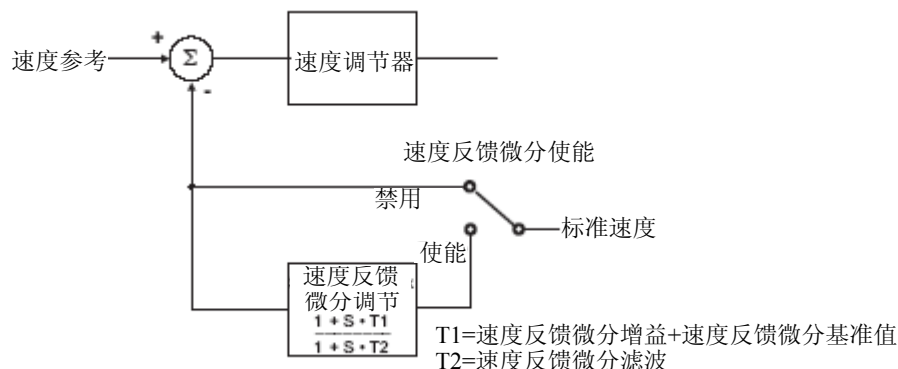 +
速度参考
Σ
速度调节器
-
速度反馈微分使能
禁用
标准速度
使能
速度反馈
微分调节
1 + S • T1
1 + S • T2
T1=速度反馈微分增益+速度反馈微分基准值
T2=速度反馈微分滤波